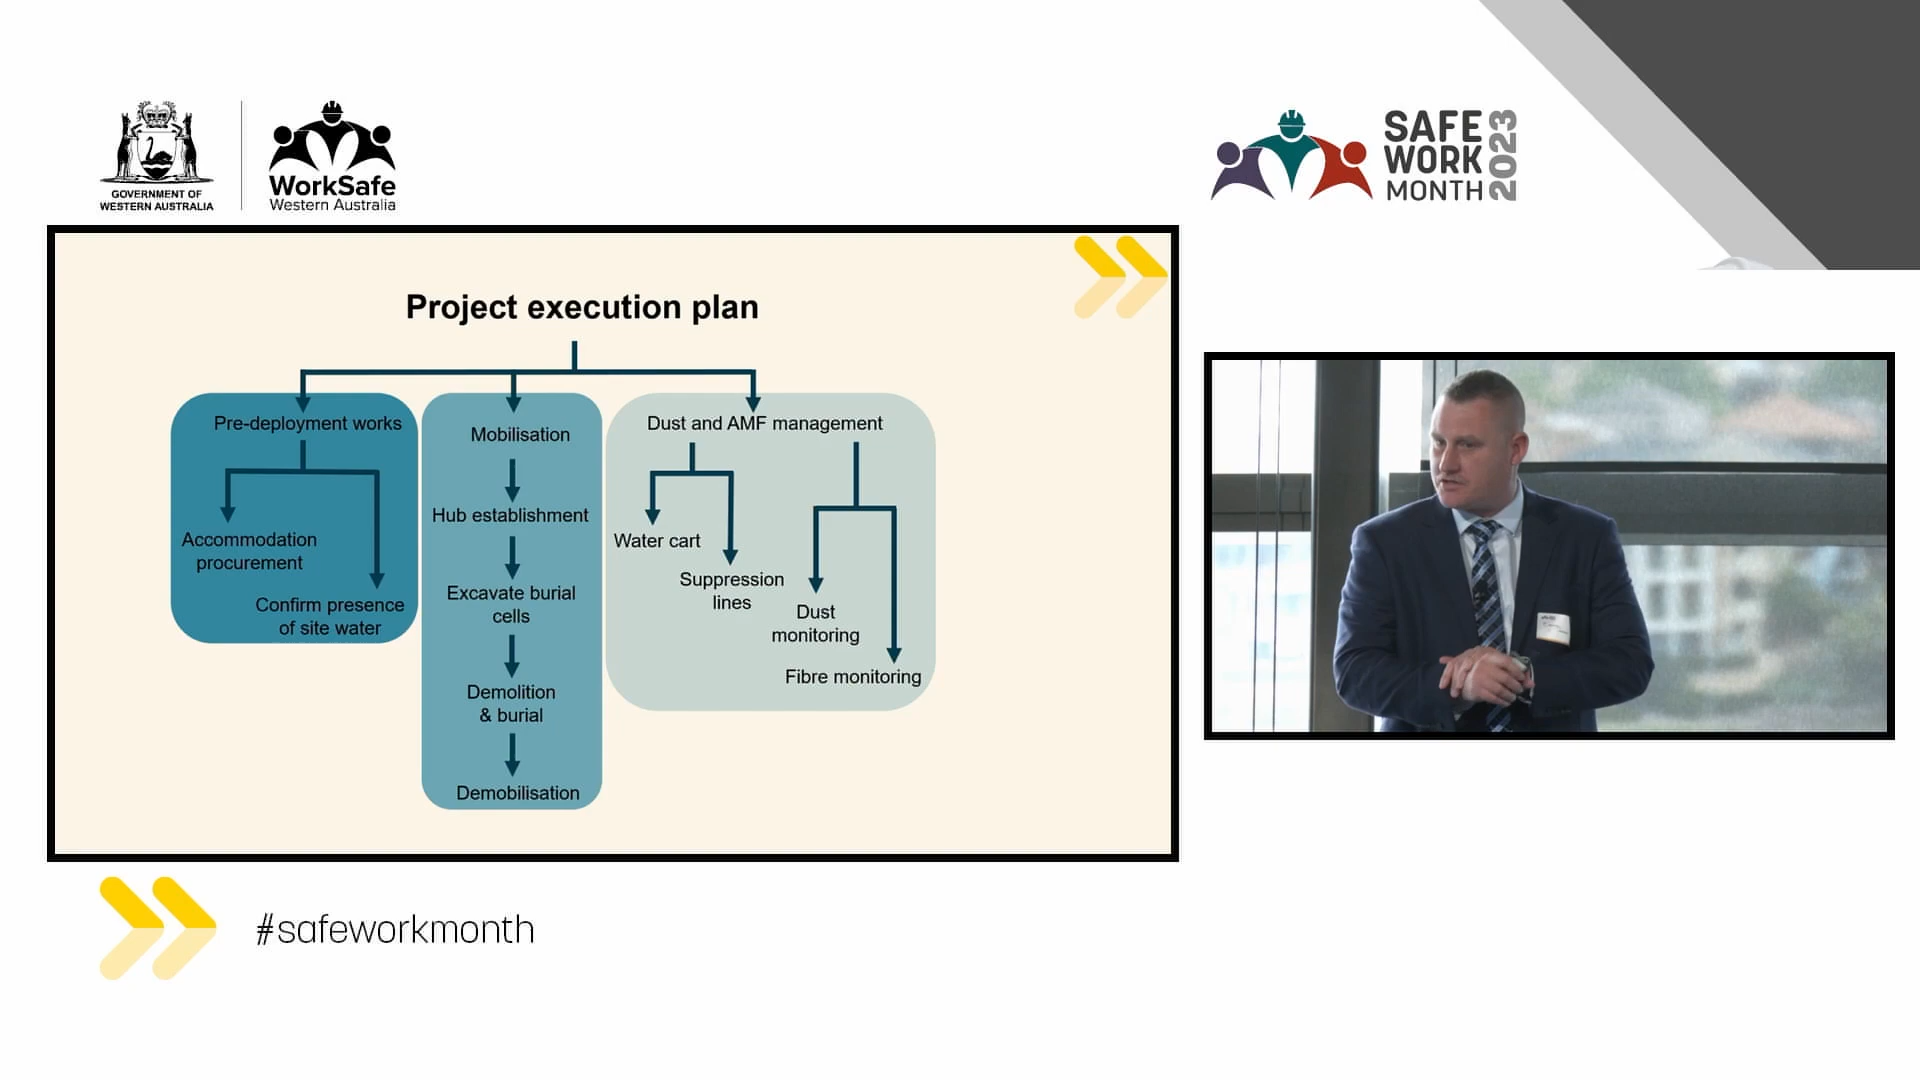 GOVERNMENT OF
WESTERN AUSTRALIA
WorkSafe
Western Australia
SAFE
WORK
MONTH
2023
Project execution plan
Pre-deployment works
Accommodation
procurement
Confirm presence
of site water
Mobilisation
Hub establishment
Excavate burial
cells
Demolition
& burial
Demobilisation
Dust and AMF management
Water cart
Suppression
lines
Dust
monitoring
Fibre monitoring
#safeworkmonth